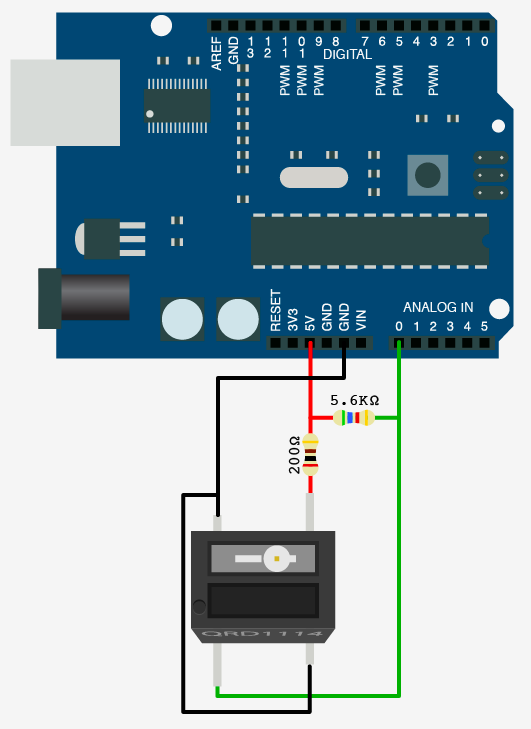 AREF GND 13 12 11 10 9 8 7 6 5 4 3 2 1 0
DIGITAL
PWM PWM PWM PWM PWM PWM
RESET 3V3 5V GND GND VIN
ANALOG IN
0 1 2 3 4 5
5.6KΩ
200Ω
QRD1114